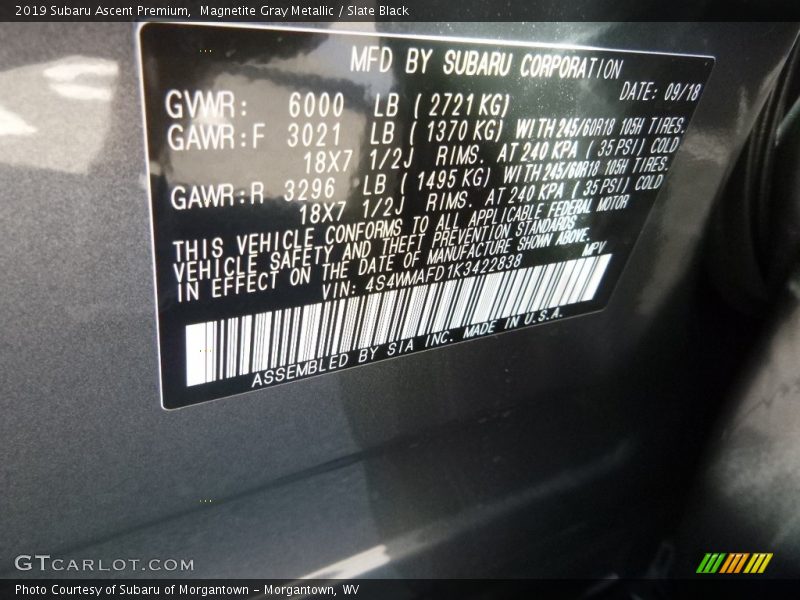 2019 Subaru Ascent Premium,  Magnetite Gray Metallic / Slate Black
MFD BY SUBARU CORPORATION
DATE: 09/18
GVWR: 6000 LB ( 2721 KG)
GAWR:F 3021 LB ( 1370 KG) WITH 245/60R18 105H TIRES.
18X7 1/2J RIMS. AT 240 KPA ( 35 PSI) COLD
GAWR:R 3296 LB ( 1495 KG) WITH 245/60R18 105H TIRES.
18X7 1/2J RIMS. AT 240 KPA ( 35 PSI) COLD
THIS VEHICLE CONFORMS TO ALL APPLICABLE FEDERAL MOTOR
VEHICLE SAFETY AND THEFT PREVENTION STANDARDS
IN EFFECT ON THE DATE OF MANUFACTURE SHOWN ABOVE.
VIN: 4S4WMAFD1K3422838 MPV
ASSEMBLED BY SIA INC. MADE IN U.S.A.
GTCARLOT.COM
Photo Courtesy of Subaru of Morgantown - Morgantown, WV